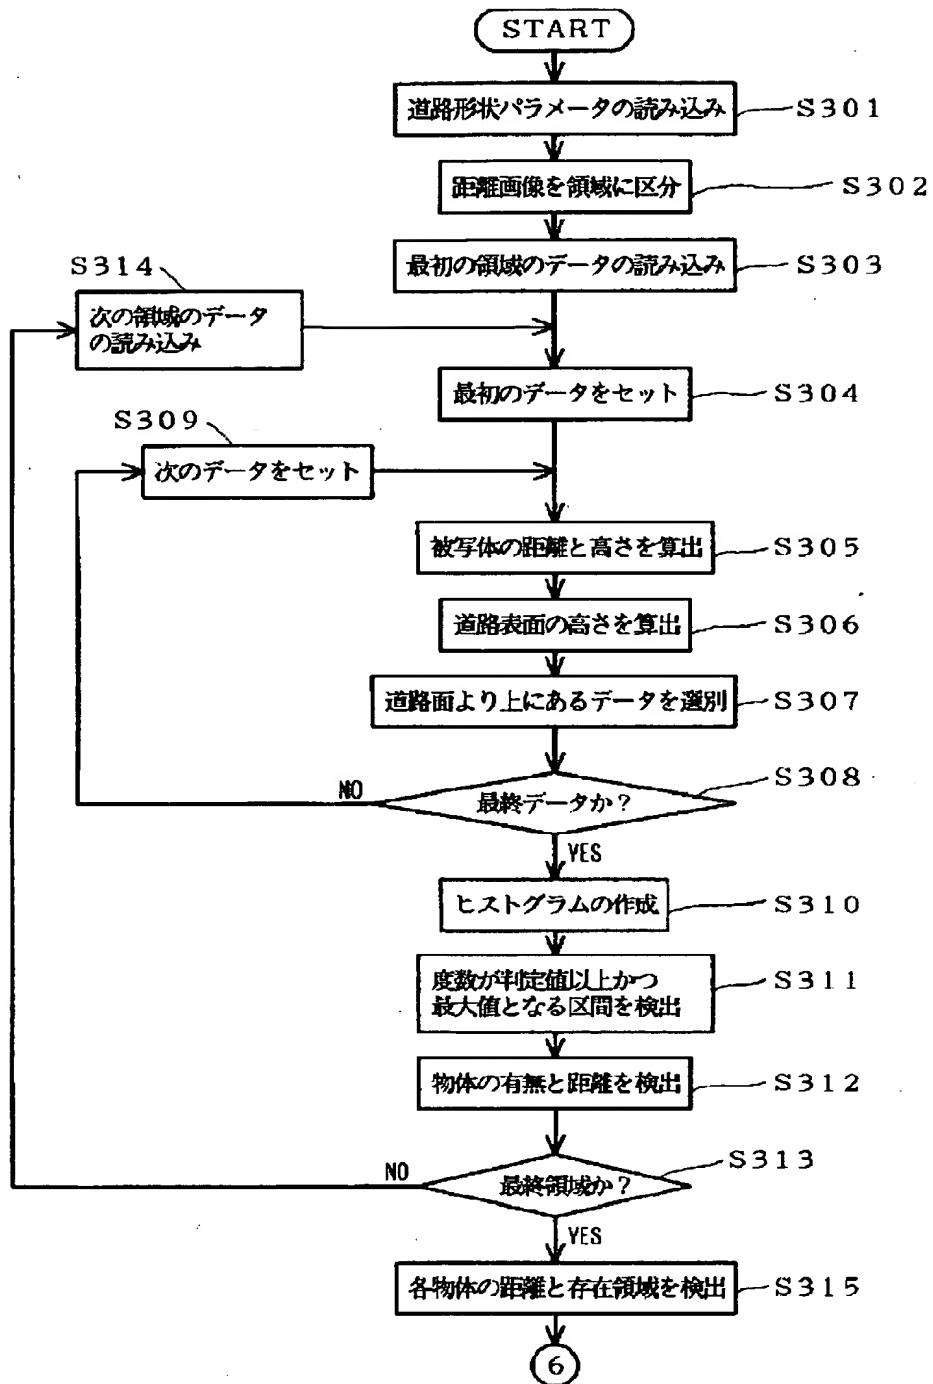 START
道路形状パラメータの読み込み
S301
距離画像を領域に区分
S302
最初の領域のデータの読み込み
S303
S314
次の領域のデータ
の読み込み
最初のデータをセット
S304
S309
次のデータをセット
被写体の距離と高さを算出
S305
道路表面の高さを算出
S306
道路面より上にあるデータを選別
S307
最終データか?
S308
NO
YES
ヒストグラムの作成
S310
度数が判定値以上かつ
最大値となる区間を検出
S311
物体の有無と距離を検出
S312
最終領域か?
S313
NO
YES
各物体の距離と存在領域を検出
S315
6